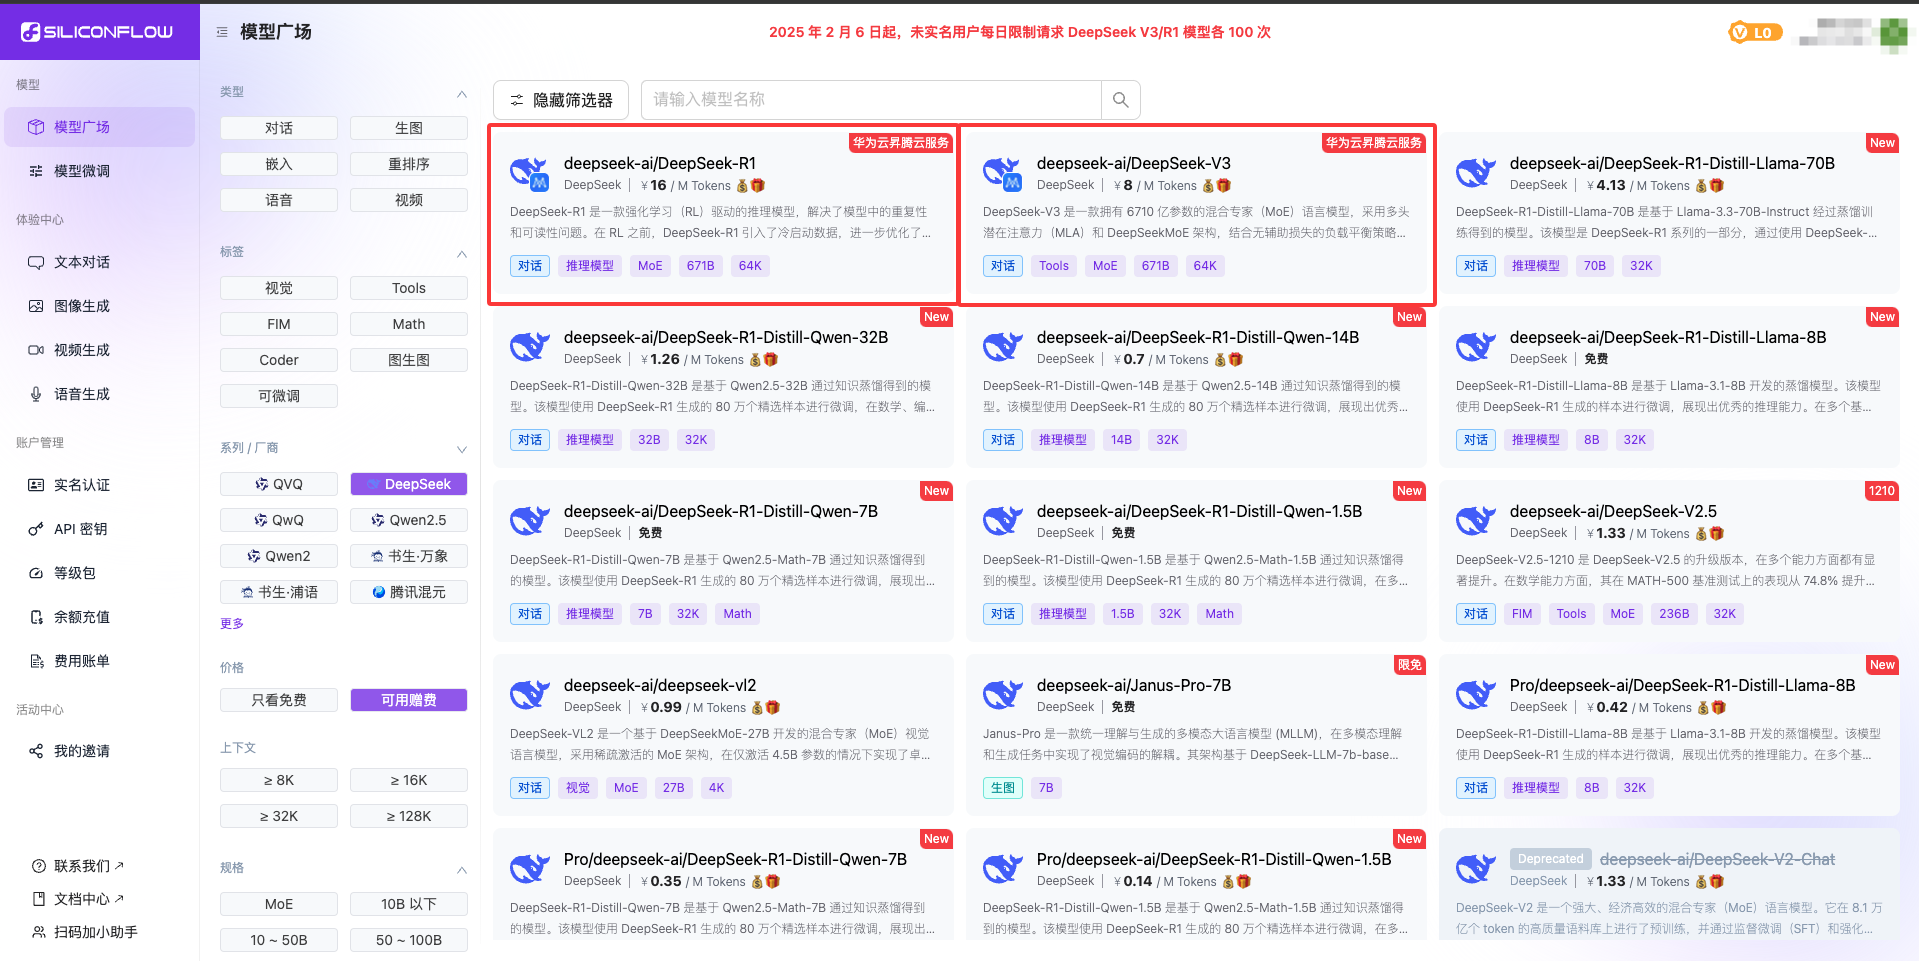 SILICONFLOW
模型广场
2025 年 2 月 6 日起，未实名用户每日限制请求 DeepSeek V3/R1 模型各 100 次
L0
模型
模型广场
模型微调
体验中心
文本对话
图像生成
视频生成
语音生成
账户管理
实名认证
API 密钥
等级包
余额充值
费用账单
活动中心
我的邀请
联系我们
文档中心
扫码加小助手
类型
对话
生图
嵌入
重排序
语音
视频
标签
视觉
Tools
FIM
Math
Coder
图生图
可微调
系列 / 厂商
QVQ
DeepSeek
QwQ
Qwen2.5
Qwen2
书生·万象
书生·浦语
腾讯混元
更多
价格
只看免费
可用赠费
上下文
≥ 8K
≥ 16K
≥ 32K
≥ 128K
规格
MoE
10B 以下
10 ~ 50B
50 ~ 100B
隐藏筛选器
请输入模型名称
华为云昇腾云服务
deepseek-ai/DeepSeek-R1
DeepSeek | ￥16 / M Tokens
DeepSeek-R1 是一款强化学习（RL）驱动的推理模型，解决了模型中的重复性
和可读性问题。在 RL 之前，DeepSeek-R1 引入了冷启动数据，进一步优化了...
对话 推理模型 MoE 671B 64K
华为云昇腾云服务
deepseek-ai/DeepSeek-V3
DeepSeek | ￥8 / M Tokens
DeepSeek-V3 是一款拥有 6710 亿参数的混合专家（MoE）语言模型，采用多头
潜在注意力（MLA）和 DeepSeekMoE 架构，结合无辅助损失的负载平衡策略...
对话 Tools MoE 671B 64K
New
deepseek-ai/DeepSeek-R1-Distill-Llama-70B
DeepSeek | ￥4.13 / M Tokens
DeepSeek-R1-Distill-Llama-70B 是基于 Llama-3.3-70B-Instruct 经过蒸馏训
练得到的模型。该模型是 DeepSeek-R1 系列的一部分，通过使用 DeepSeek-...
对话 推理模型 70B 32K
New
deepseek-ai/DeepSeek-R1-Distill-Qwen-32B
DeepSeek | ￥1.26 / M Tokens
DeepSeek-R1-Distill-Qwen-32B 是基于 Qwen2.5-32B 通过知识蒸馏得到的模
型。该模型使用 DeepSeek-R1 生成的 80 万个精选样本进行微调，在数学、编...
对话 推理模型 32B 32K
New
deepseek-ai/DeepSeek-R1-Distill-Qwen-14B
DeepSeek | ￥0.7 / M Tokens
DeepSeek-R1-Distill-Qwen-14B 是基于 Qwen2.5-14B 通过知识蒸馏得到的模
型。该模型使用 DeepSeek-R1 生成的 80 万个精选样本进行微调，展现出优秀...
对话 推理模型 14B 32K
New
deepseek-ai/DeepSeek-R1-Distill-Llama-8B
DeepSeek | 免费
DeepSeek-R1-Distill-Llama-8B 是基于 Llama-3.1-8B 开发的蒸馏模型。该模型
使用 DeepSeek-R1 生成的样本进行微调，展现出优秀的推理能力。在多个基...
对话 推理模型 8B 32K
New
deepseek-ai/DeepSeek-R1-Distill-Qwen-7B
DeepSeek | 免费
DeepSeek-R1-Distill-Qwen-7B 是基于 Qwen2.5-Math-7B 通过知识蒸馏得到
的模型。该模型使用 DeepSeek-R1 生成的 80 万个精选样本进行微调，展现出...
对话 推理模型 7B 32K Math
New
deepseek-ai/DeepSeek-R1-Distill-Qwen-1.5B
DeepSeek | 免费
DeepSeek-R1-Distill-Qwen-1.5B 是基于 Qwen2.5-Math-1.5B 通过知识蒸馏得
到的模型。该模型使用 DeepSeek-R1 生成的 80 万个精选样本进行微调，在多...
对话 推理模型 1.5B 32K Math
1210
deepseek-ai/DeepSeek-V2.5
DeepSeek | ￥1.33 / M Tokens
DeepSeek-V2.5-1210 是 DeepSeek-V2.5 的升级版本，在多个能力方面都有显
著提升。在数学能力方面，其在 MATH-500 基准测试上的表现从 74.8% 提升...
对话 FIM Tools MoE 236B 32K
deepseek-ai/deepseek-vl2
DeepSeek | ￥0.99 / M Tokens
DeepSeek-VL2 是一个基于 DeepSeekMoE-27B 开发的混合专家（MoE）视觉
语言模型，采用稀疏激活的 MoE 架构，在仅激活 4.5B 参数的情况下实现了卓...
对话 视觉 MoE 27B 4K
限免
deepseek-ai/Janus-Pro-7B
DeepSeek | 免费
Janus-Pro 是一款统一理解与生成的多模态大语言模型 (MLLM)，在多模态理解
和生成任务中实现了视觉编码的解耦。其架构基于 DeepSeek-LLM-7b-base...
生图 7B
New
Pro/deepseek-ai/DeepSeek-R1-Distill-Llama-8B
DeepSeek | ￥0.42 / M Tokens
DeepSeek-R1-Distill-Llama-8B 是基于 Llama-3.1-8B 开发的蒸馏模型。该模型
使用 DeepSeek-R1 生成的样本进行微调，展现出优秀的推理能力。在多个基...
对话 推理模型 8B 32K
New
Pro/deepseek-ai/DeepSeek-R1-Distill-Qwen-7B
DeepSeek | ￥0.35 / M Tokens
DeepSeek-R1-Distill-Qwen-7B 是基于 Qwen2.5-Math-7B 通过知识蒸馏得到
的模型。该模型使用 DeepSeek-R1 生成的 80 万个精选样本进行微调，展现出...
New
Pro/deepseek-ai/DeepSeek-R1-Distill-Qwen-1.5B
DeepSeek | ￥0.14 / M Tokens
DeepSeek-R1-Distill-Qwen-1.5B 是基于 Qwen2.5-Math-1.5B 通过知识蒸馏得
到的模型。该模型使用 DeepSeek-R1 生成的 80 万个精选样本进行微调，在多...
Deprecated deepseek-ai/DeepSeek-V2-Chat
DeepSeek | ￥1.33 / M Tokens
DeepSeek-V2 是一个强大、经济高效的混合专家（MoE）语言模型。它在 8.1 万
亿个 token 的高质量语料库上进行了预训练，并通过监督微调（SFT）和强化...